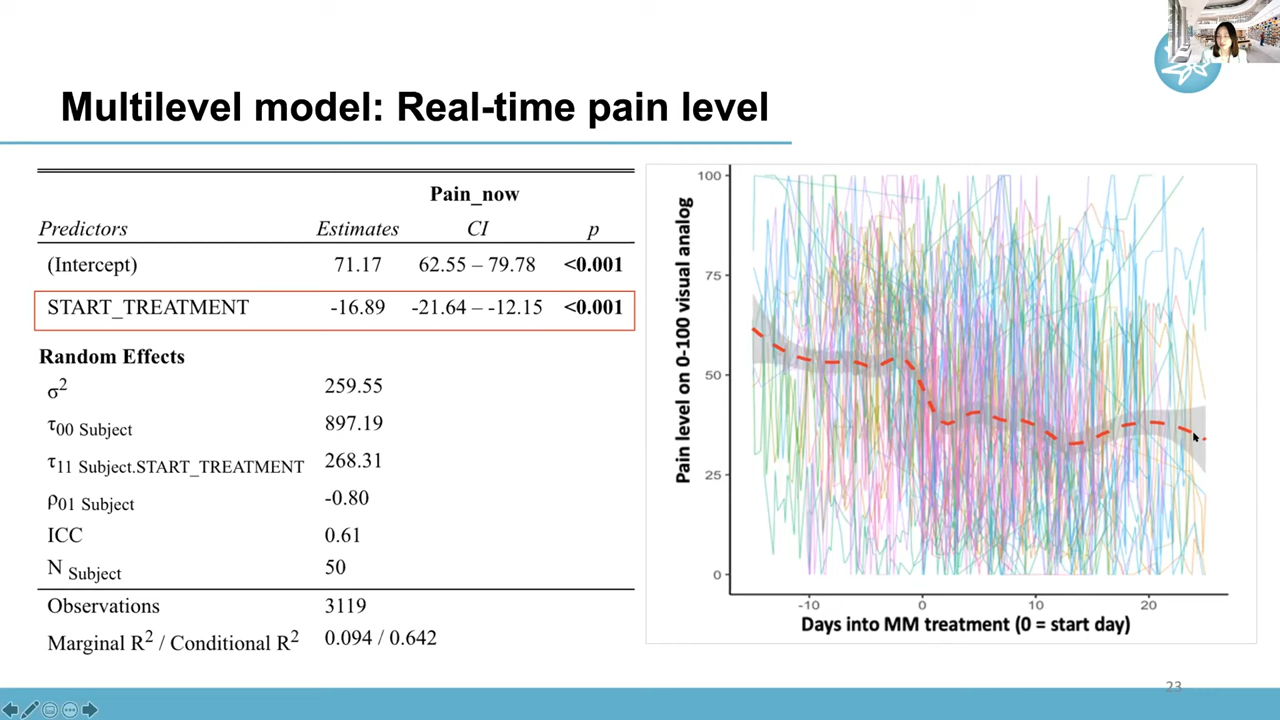 Multilevel model: Real-time pain level
Pain_now
Predictors Estimates CI p
(Intercept) 71.17 62.55 – 79.78 <0.001
START_TREATMENT -16.89 -21.64 – -12.15 <0.001
Random Effects
σ2 259.55
τ00 Subject 897.19
τ11 Subject.START_TREATMENT 268.31
ρ01 Subject -0.80
ICC 0.61
N Subject 50
Observations 3119
Marginal R2 / Conditional R2 0.094 / 0.642
Pain level on 0-100 visual analog
100
75
50
25
0
-10 0 10 20
Days into MM treatment (0 = start day)
23